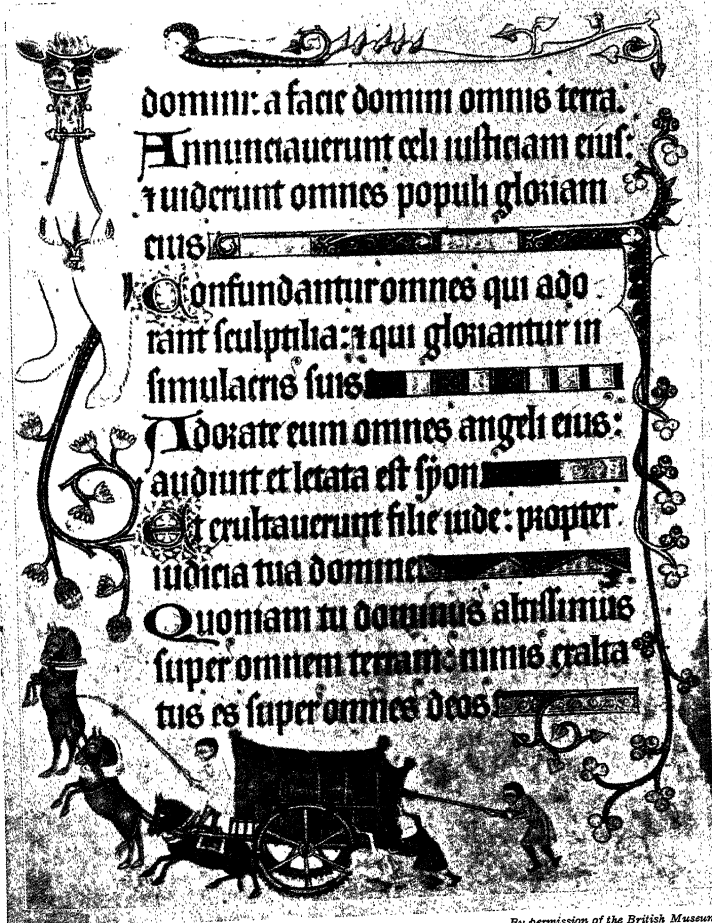 domini: a facie domini omnis terra.
Annunciauerunt celi iusticiam eius:
⁊ uiderunt omnes populi gloriam
eius
Confundantur omnes qui ado
rant sculptilia: ⁊ qui gloriantur in
simulacris suis.
Adorate eum omnes angeli eius:
audiuit et letata est syon
Et exultauerunt filie iude: propter
iudicia tua domine
Quoniam tu dominus altissimus
super omnem terram: nimis exalta
tus es super omnes deos.
By permission of the British Museum